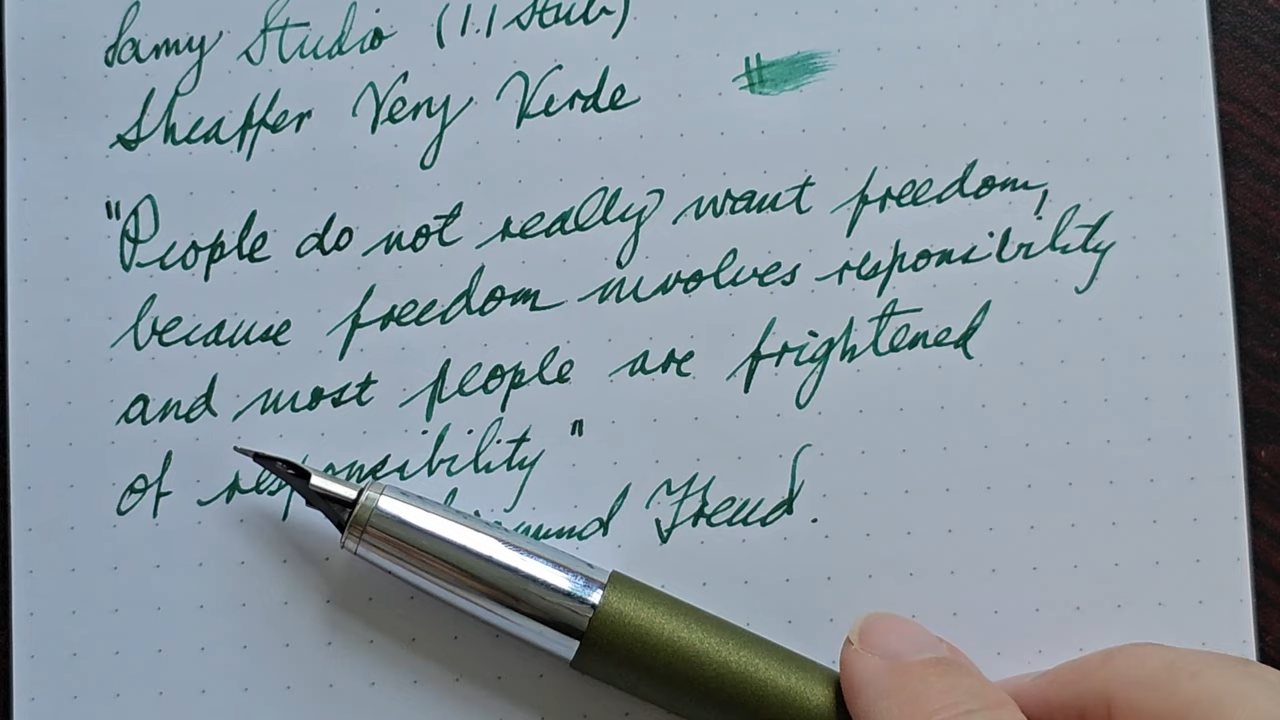 Lamy Studio (1.1 Stub)
Sheaffer Very Verde
"People do not really want freedom,
because freedom involves responsibility
and most people are frightened
of responsibility"
Freud.